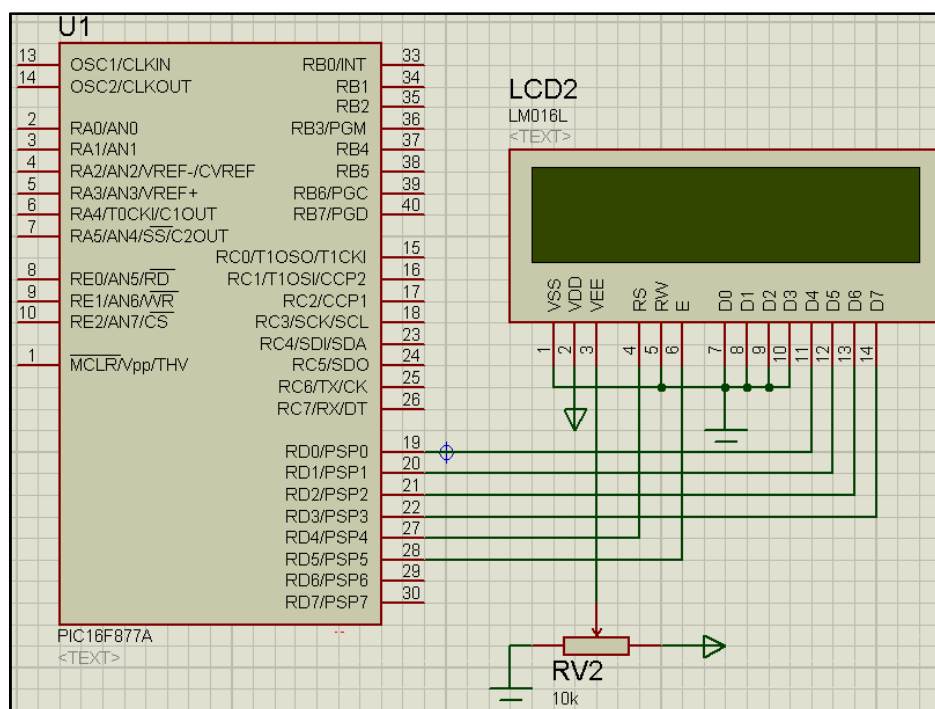 U1
13 OSC1/CLKIN RB0/INT 33
14 OSC2/CLKOUT RB1 34
RB2 35
2 RA0/AN0 RB3/PGM 36
3 RA1/AN1 RB4 37
4 RA2/AN2/VREF-/CVREF RB5 38
5 RA3/AN3/VREF+ RB6/PGC 39
6 RA4/T0CKI/C1OUT RB7/PGD 40
7 RA5/AN4/SS/C2OUT
RC0/T1OSO/T1CKI 15
8 RE0/AN5/RD RC1/T1OSI/CCP2 16
9 RE1/AN6/WR RC2/CCP1 17
10 RE2/AN7/CS RC3/SCK/SCL 18
RC4/SDI/SDA 23
1 MCLR/Vpp/THV RC5/SDO 24
RC6/TX/CK 25
RC7/RX/DT 26
RD0/PSP0 19
RD1/PSP1 20
RD2/PSP2 21
RD3/PSP3 22
RD4/PSP4 27
RD5/PSP5 28
RD6/PSP6 29
RD7/PSP7 30
PIC16F877A
<TEXT>
LCD2
LM016L
<TEXT>
VSS VDD VEE RS RW E D0 D1 D2 D3 D4 D5 D6 D7
1 2 3 4 5 6 7 8 9 10 11 12 13 14
RV2
10k